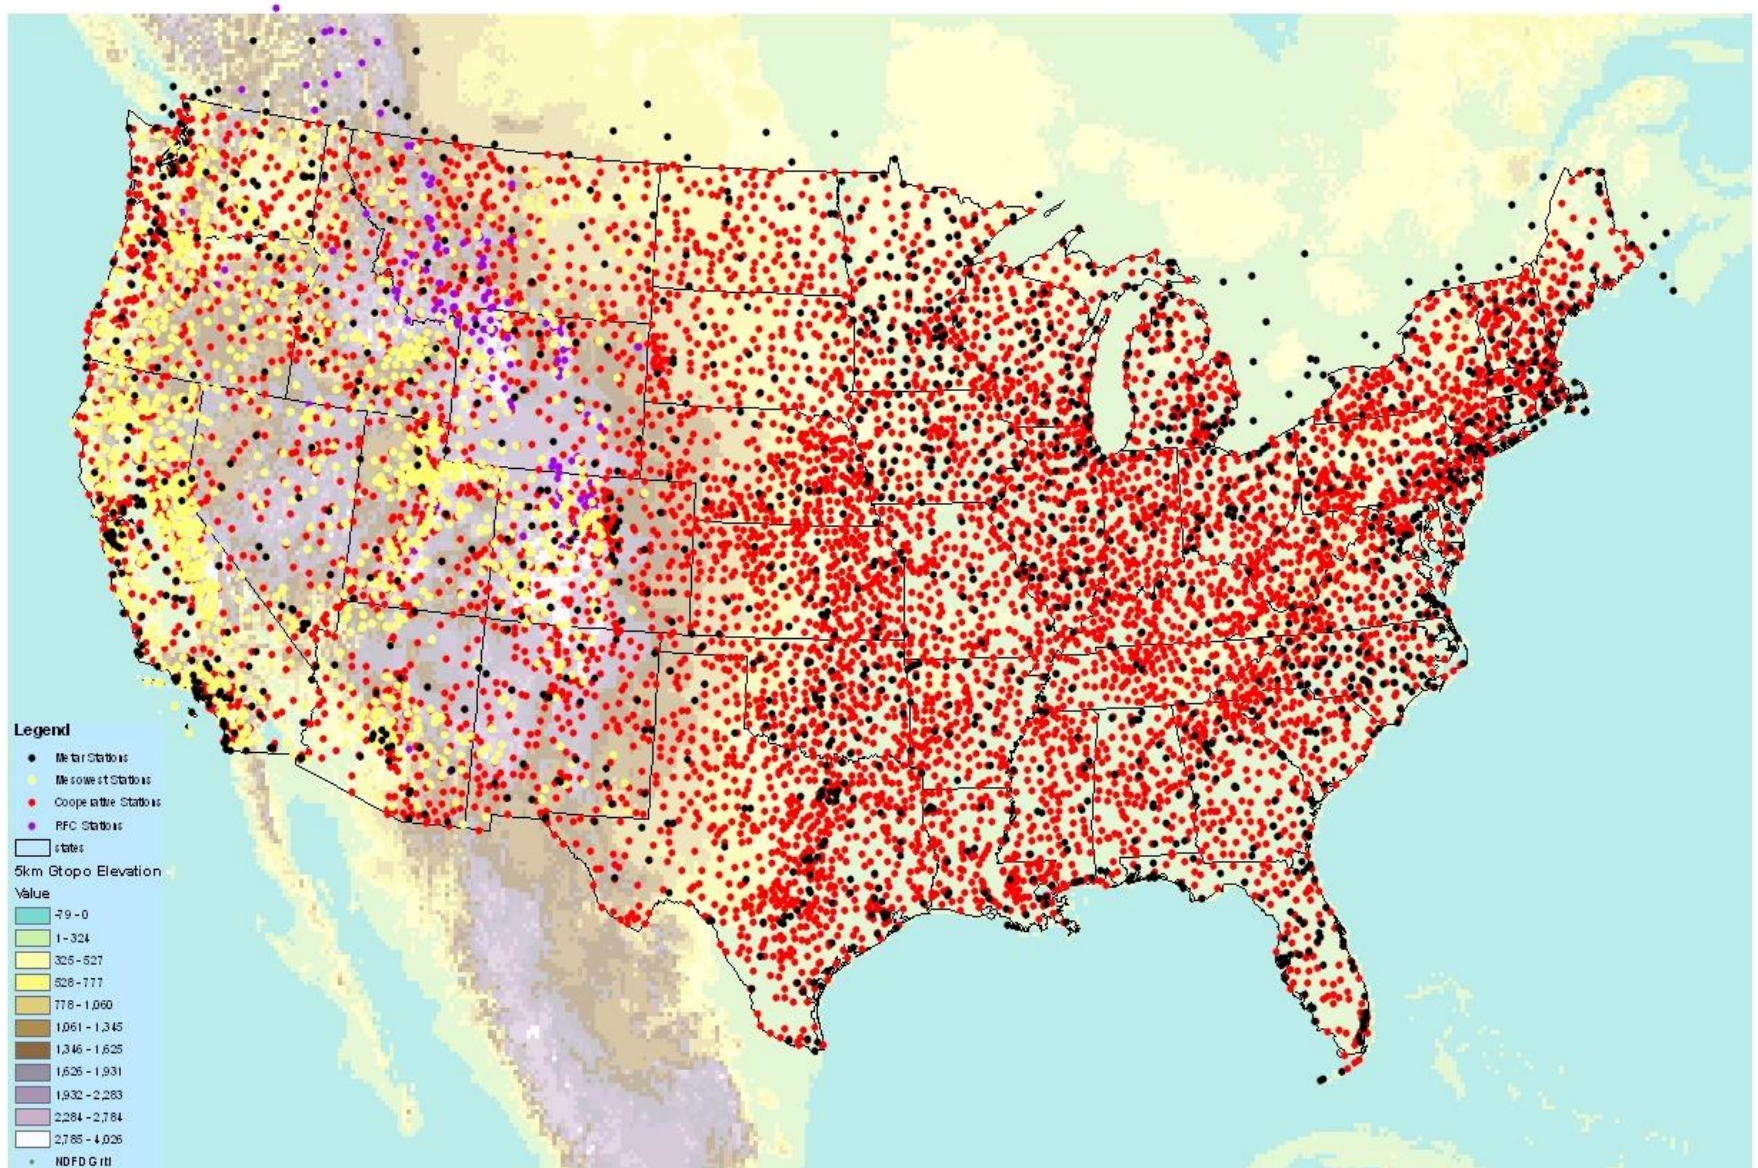 Legend
Metar Stations
Mesowest Stations
Cooperative Stations
RFC Stations
states
5km Gtopo Elevation
Value
-79 - 0
1 - 324
325 - 527
528 - 777
778 - 1,060
1,061 - 1,345
1,346 - 1,625
1,626 - 1,931
1,932 - 2,283
2,284 - 2,784
2,785 - 4,026
NDFD